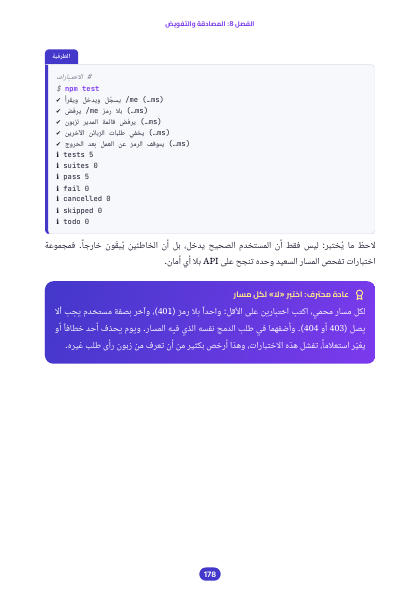 الفصل 8: المصادقة والتفويض
الطرفية
# الاختبارات
$ npm test
✔ يسجّل ويدخل ويقرأ /me (…ms)
✔ يرفض /me بلا رمز (…ms)
✔ يرفض قائمة المدير لزبون (…ms)
✔ يخفي طلبات الزبائن الآخرين (…ms)
✔ يتوقف الرمز عن العمل بعد الخروج (…ms)
ℹ tests 5
ℹ suites 0
ℹ pass 5
ℹ fail 0
ℹ cancelled 0
ℹ skipped 0
ℹ todo 0
لاحظ ما يُختبر: ليس فقط أن المستخدم الصحيح يدخل، بل أن الخاطئين يُبقَون خارجاً. فمجموعة
اختبارات تفحص المسار السعيد وحده تنجح على API بلا أي أمان.
عادة محترف: اختبر «لا» لكل مسار
لكل مسار محمي، اكتب اختبارين على الأقل: واحداً بلا رمز (401)، وآخر بصفة مستخدم يجب ألا
يصل (403 أو 404). وأضفهما في طلب الدمج نفسه الذي فيه المسار. ويوم يحذف أحد خطافاً أو
يغيّر استعلاماً، تفشل هذه الاختبارات، وهذا أرخص بكثير من أن تعرف من زبون رأى طلب غيره.
178